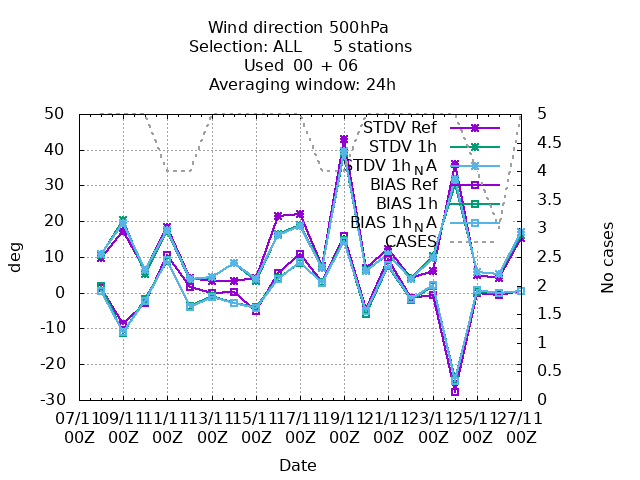 Wind direction 500hPa
Selection: ALL 5 stations
Used 00 + 06
Averaging window: 24h
50 5
STDV Ref
4.5
STDV 1h
40
STDV 1h_N A 4
30
BIAS Ref
3.5
BIAS 1h
20 3
BIAS 1h_N A
CASES
10 2.5
deg
No cases
0 2
1.5
-10
1
-20
0.5
-30 0
07/11 09/11 11/11 13/11 15/11 17/11 19/11 21/11 23/11 25/11 27/11
00Z 00Z 00Z 00Z 00Z 00Z 00Z 00Z 00Z 00Z 00Z
Date